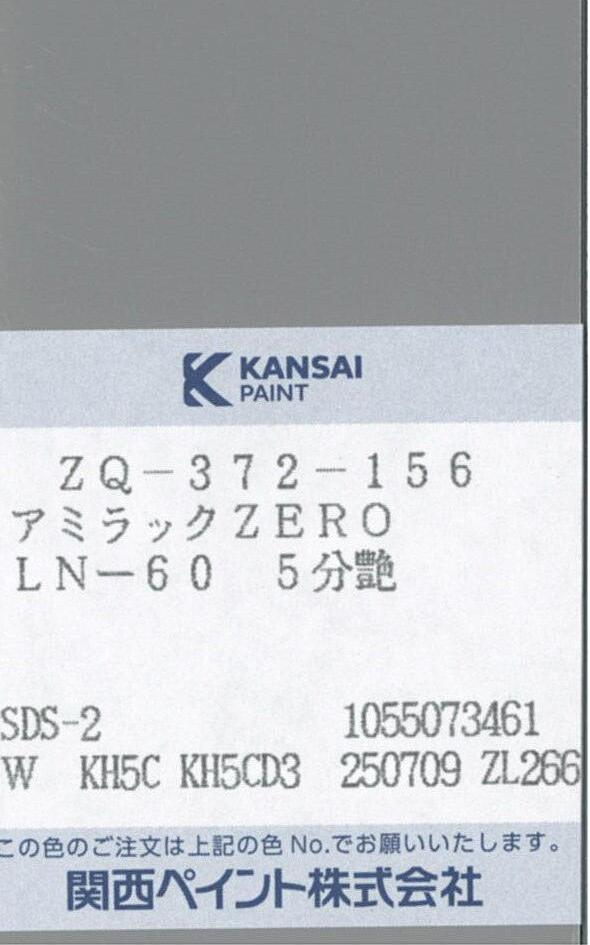 KANSAI
PAINT
ZQ-372-156
アミラックZERO
LN-60 5分艶
SDS-2 1055073461
W KH5C KH5CD3 250709 ZL266
この色のご注文は上記の色No.でお願いいたします。
関西ペイント株式会社